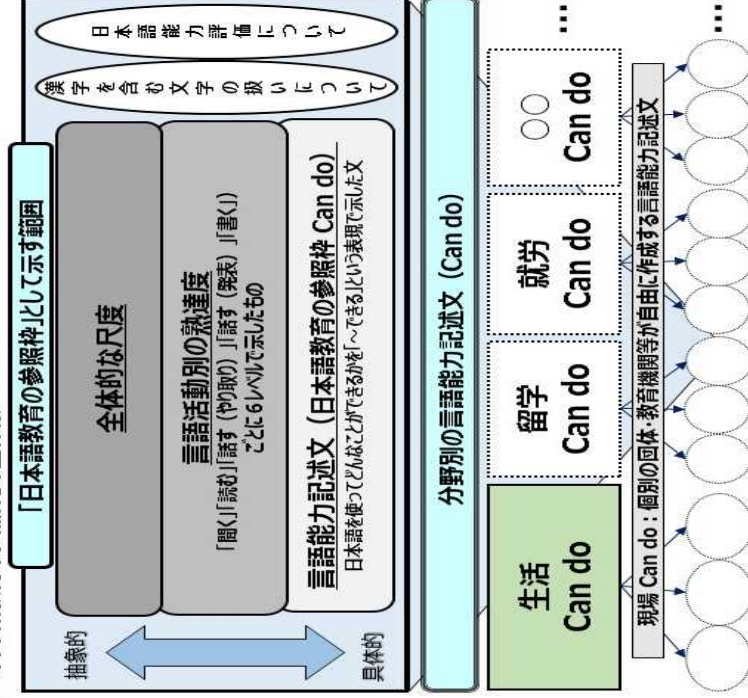 「日本語教育の参照枠」として示す範囲
抽象的
具体的
全体的な尺度
言語活動別の熟達度
「聞く」「読む」「話す（やり取り）」「話す（発表）」「書く」
ごとに6レベルで示したもの
言語能力記述文（日本語教育の参照枠 Can do）
日本語を使ってどんなことができるかを「～できる」という表現で示した文
漢字を含む文字の扱いについて
日本語能力評価について
分野別の言語能力記述文（Can do）
生活
Can do
留学
Can do
就労
Can do
○○
Can do
…
現場 Can do：個別の団体・教育機関等が自由に作成する言語能力記述文
…